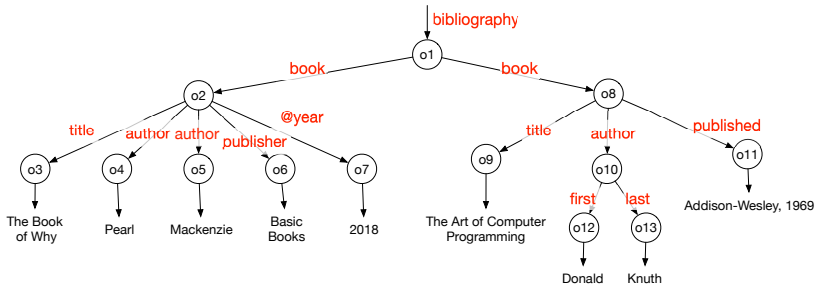 bibliography
o1
book
book
o2
o8
title
author
author
publisher
@year
title
author
published
o3
o4
o5
o6
o7
o9
o10
o11
first
last
The Book
of Why
Pearl
Mackenzie
Basic
Books
2018
The Art of Computer
Programming
o12
o13
Addison-Wesley, 1969
Donald
Knuth